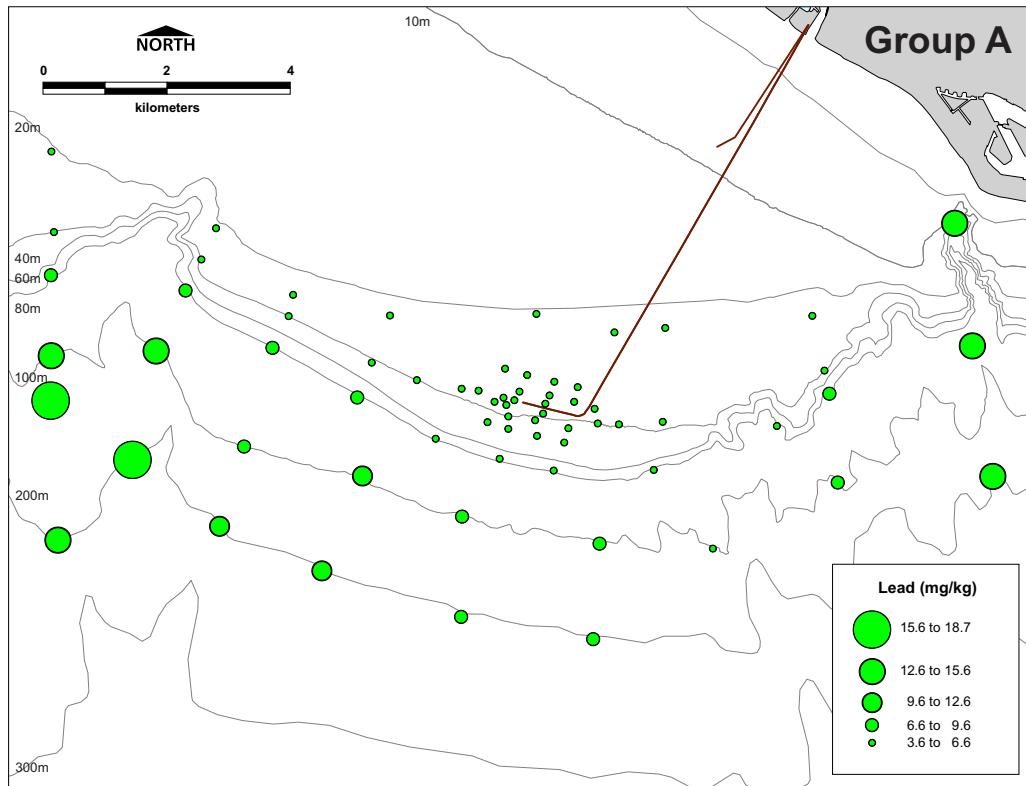 10m
Group A
NORTH
0 2 4
kilometers
20m
40m
60m
80m
100m
200m
300m
Lead (mg/kg)
15.6 to 18.7
12.6 to 15.6
9.6 to 12.6
6.6 to 9.6
3.6 to 6.6